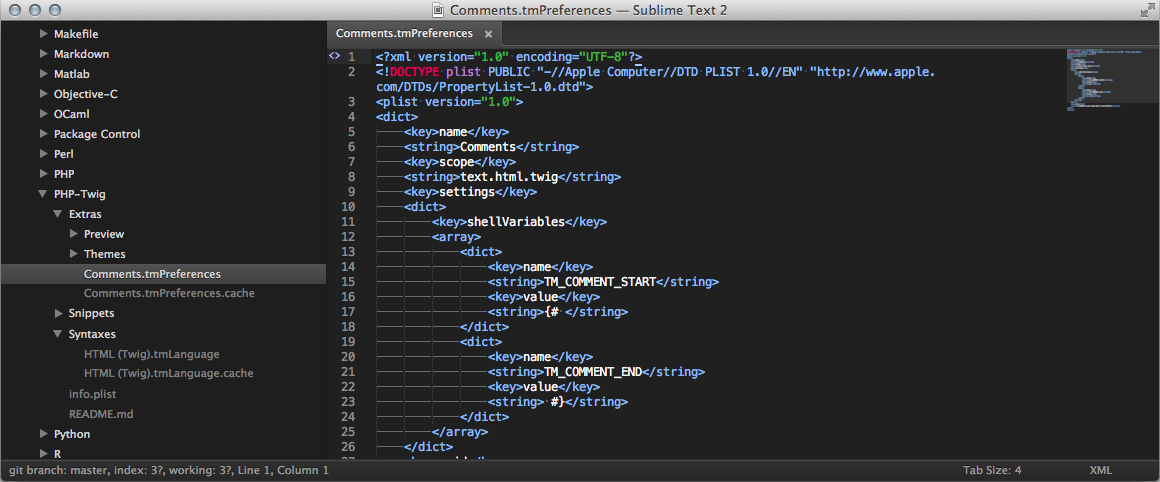 Comments.tmPreferences — Sublime Text 2
Makefile
Markdown
Matlab
Objective-C
OCaml
Package Control
Perl
PHP
PHP-Twig
Extras
Preview
Themes
Comments.tmPreferences
Comments.tmPreferences.cache
Snippets
Syntaxes
HTML (Twig).tmLanguage
HTML (Twig).tmLanguage.cache
info.plist
README.md
Python
R
Comments.tmPreferences ×
<> 1 <?xml version="1.0" encoding="UTF-8"?>
2 <!DOCTYPE plist PUBLIC "-//Apple Computer//DTD PLIST 1.0//EN" "http://www.apple.
com/DTDs/PropertyList-1.0.dtd">
3 <plist version="1.0">
4 <dict>
5 <key>name</key>
6 <string>Comments</string>
7 <key>scope</key>
8 <string>text.html.twig</string>
9 <key>settings</key>
10 <dict>
11 <key>shellVariables</key>
12 <array>
13 <dict>
14 <key>name</key>
15 <string>TM_COMMENT_START</string>
16 <key>value</key>
17 <string>{# </string>
18 </dict>
19 <dict>
20 <key>name</key>
21 <string>TM_COMMENT_END</string>
22 <key>value</key>
23 <string> #}</string>
24 </dict>
25 </array>
26 </dict>
git branch: master, index: 3?, working: 3?, Line 1, Column 1
Tab Size: 4
XML